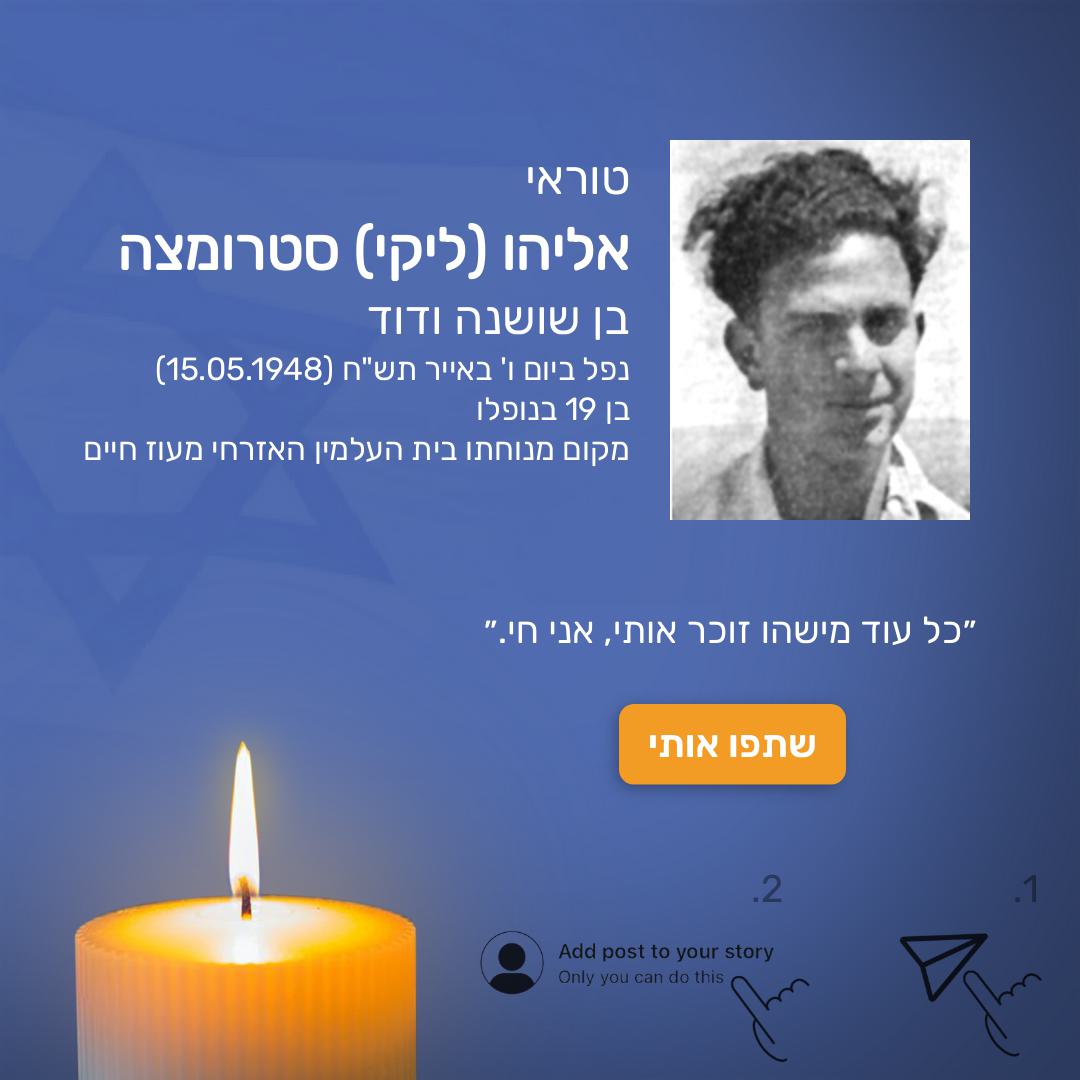 טוראי
אליהו (ליקי) סטרומצה
בן שושנה ודוד
נפל ביום ו' באייר תש"ח (15.05.1948)
בן 19 בנופלו
מקום מנוחתו בית העלמין האזרחי מעוז חיים
״כל עוד מישהו זוכר אותי, אני חי.״
שתפו אותי
.1
.2
Add post to your story
Only you can do this